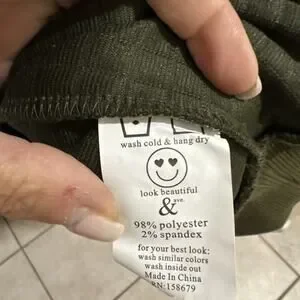 wash cold & hang dry
look beautiful
& ave.
98% polyester
2% spandex
for your best look:
wash similar colors
wash inside out
Made In China
RN:158679